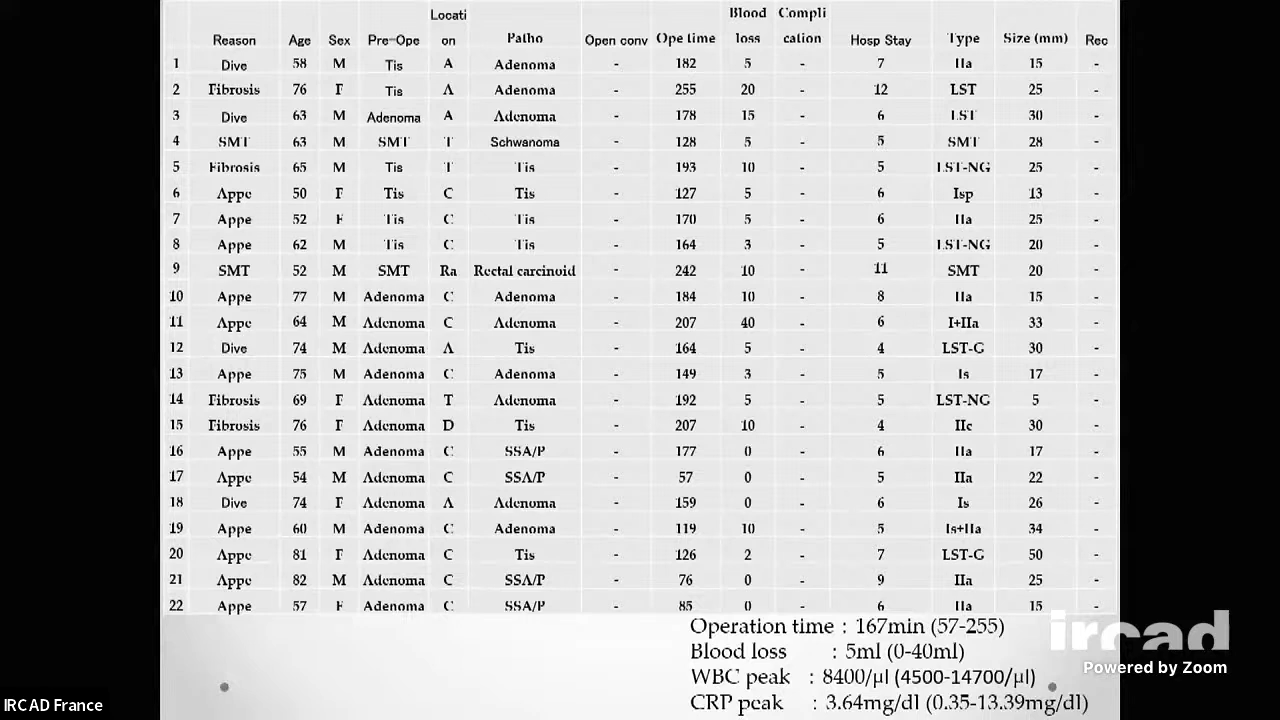 Reason Age Sex Pre-Ope Locati on Patho Open conv Ope time Blood loss Compli cation Hosp Stay Type Size (mm) Rec
1 Dive 58 M Tis A Adenoma - 182 5 - 7 IIa 15 -
2 Fibrosis 76 F Tis A Adenoma - 255 20 - 12 LST 25 -
3 Dive 63 M Adenoma A Adenoma - 178 15 - 6 LST 30 -
4 SMT 63 M SMT T Schwanoma - 128 5 - 5 SMT 28 -
5 Fibrosis 65 M Tis T Tis - 193 10 - 5 LST-NG 25 -
6 Appe 50 F Tis C Tis - 127 5 - 6 Isp 13 -
7 Appe 52 F Tis C Tis - 170 5 - 6 IIa 25 -
8 Appe 62 M Tis C Tis - 164 3 - 5 LST-NG 20 -
9 SMT 52 M SMT Ra Rectal carcinoid - 242 10 - 11 SMT 20 -
10 Appe 77 M Adenoma C Adenoma - 184 10 - 8 IIa 15 -
11 Appe 64 M Adenoma C Adenoma - 207 40 - 6 I+IIa 33 -
12 Dive 74 M Adenoma A Tis - 164 5 - 4 LST-G 30 -
13 Appe 75 M Adenoma C Adenoma - 149 3 - 5 Is 17 -
14 Fibrosis 69 F Adenoma T Adenoma - 192 5 - 5 LST-NG 5 -
15 Fibrosis 76 F Adenoma D Tis - 207 10 - 4 IIc 30 -
16 Appe 55 M Adenoma C SSA/P - 177 0 - 6 IIa 17 -
17 Appe 54 M Adenoma C SSA/P - 57 0 - 5 IIa 22 -
18 Dive 74 F Adenoma A Adenoma - 159 0 - 6 Is 26 -
19 Appe 60 M Adenoma C Adenoma - 119 10 - 5 Is+IIa 34 -
20 Appe 81 F Adenoma C Tis - 126 2 - 7 LST-G 50 -
21 Appe 82 M Adenoma C SSA/P - 76 0 - 9 IIa 25 -
22 Appe 57 F Adenoma C SSA/P - 85 0 - 6 IIa 15 -
Operation time : 167min (57-255)
Blood loss : 5ml (0-40ml)
WBC peak : 8400/μl (4500-14700/μl)
CRP peak : 3.64mg/dl (0.35-13.39mg/dl)
ircad
Powered by Zoom
IRCAD France